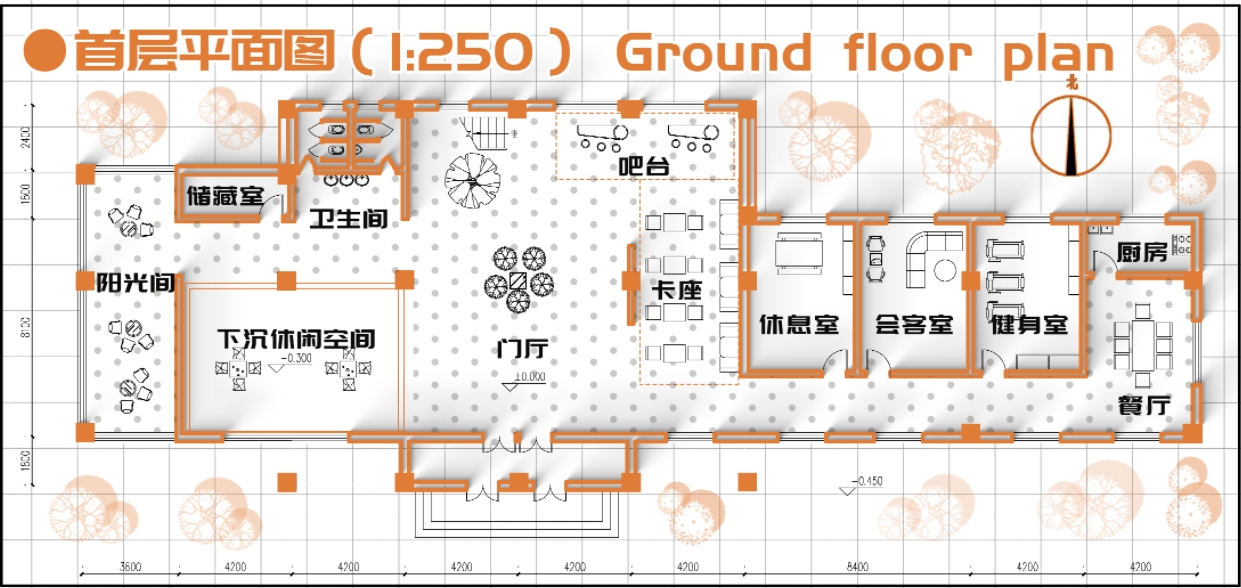 首层平面图(1:250) Ground floor plan
北
2400
吧台
储藏室
1500
卫生间
阳光间
卡座
厨房
8100
下沉休闲空间
休息室
会客室
健身室
门厅
-0.300
±0.000
餐厅
1800
-0.450
3600
4200
4200
4200
4200
8400
4200
4200